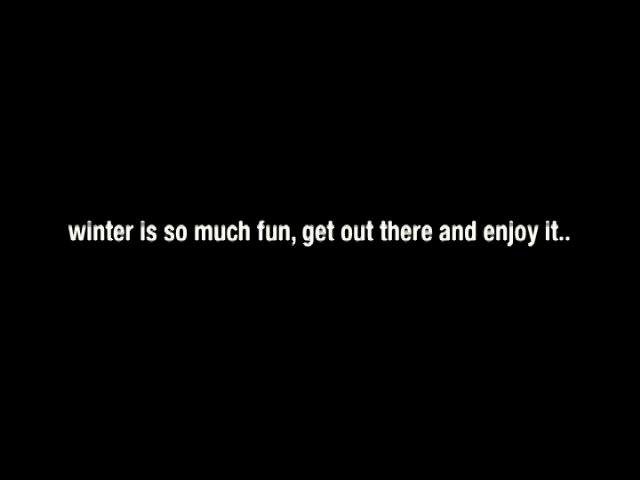 winter is so much fun, get out there and enjoy it..